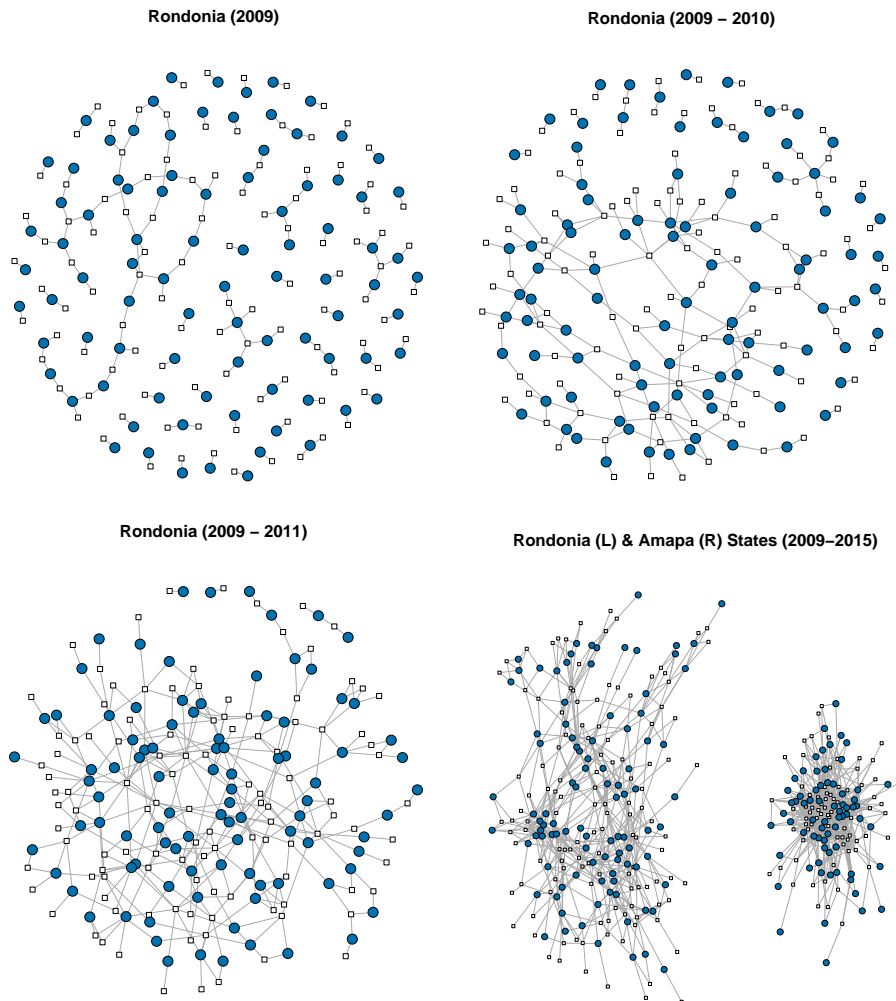 Rondonia (2009)
Rondonia (2009 – 2010)
Rondonia (2009 – 2011)
Rondonia (L) & Amapa (R) States (2009–2015)